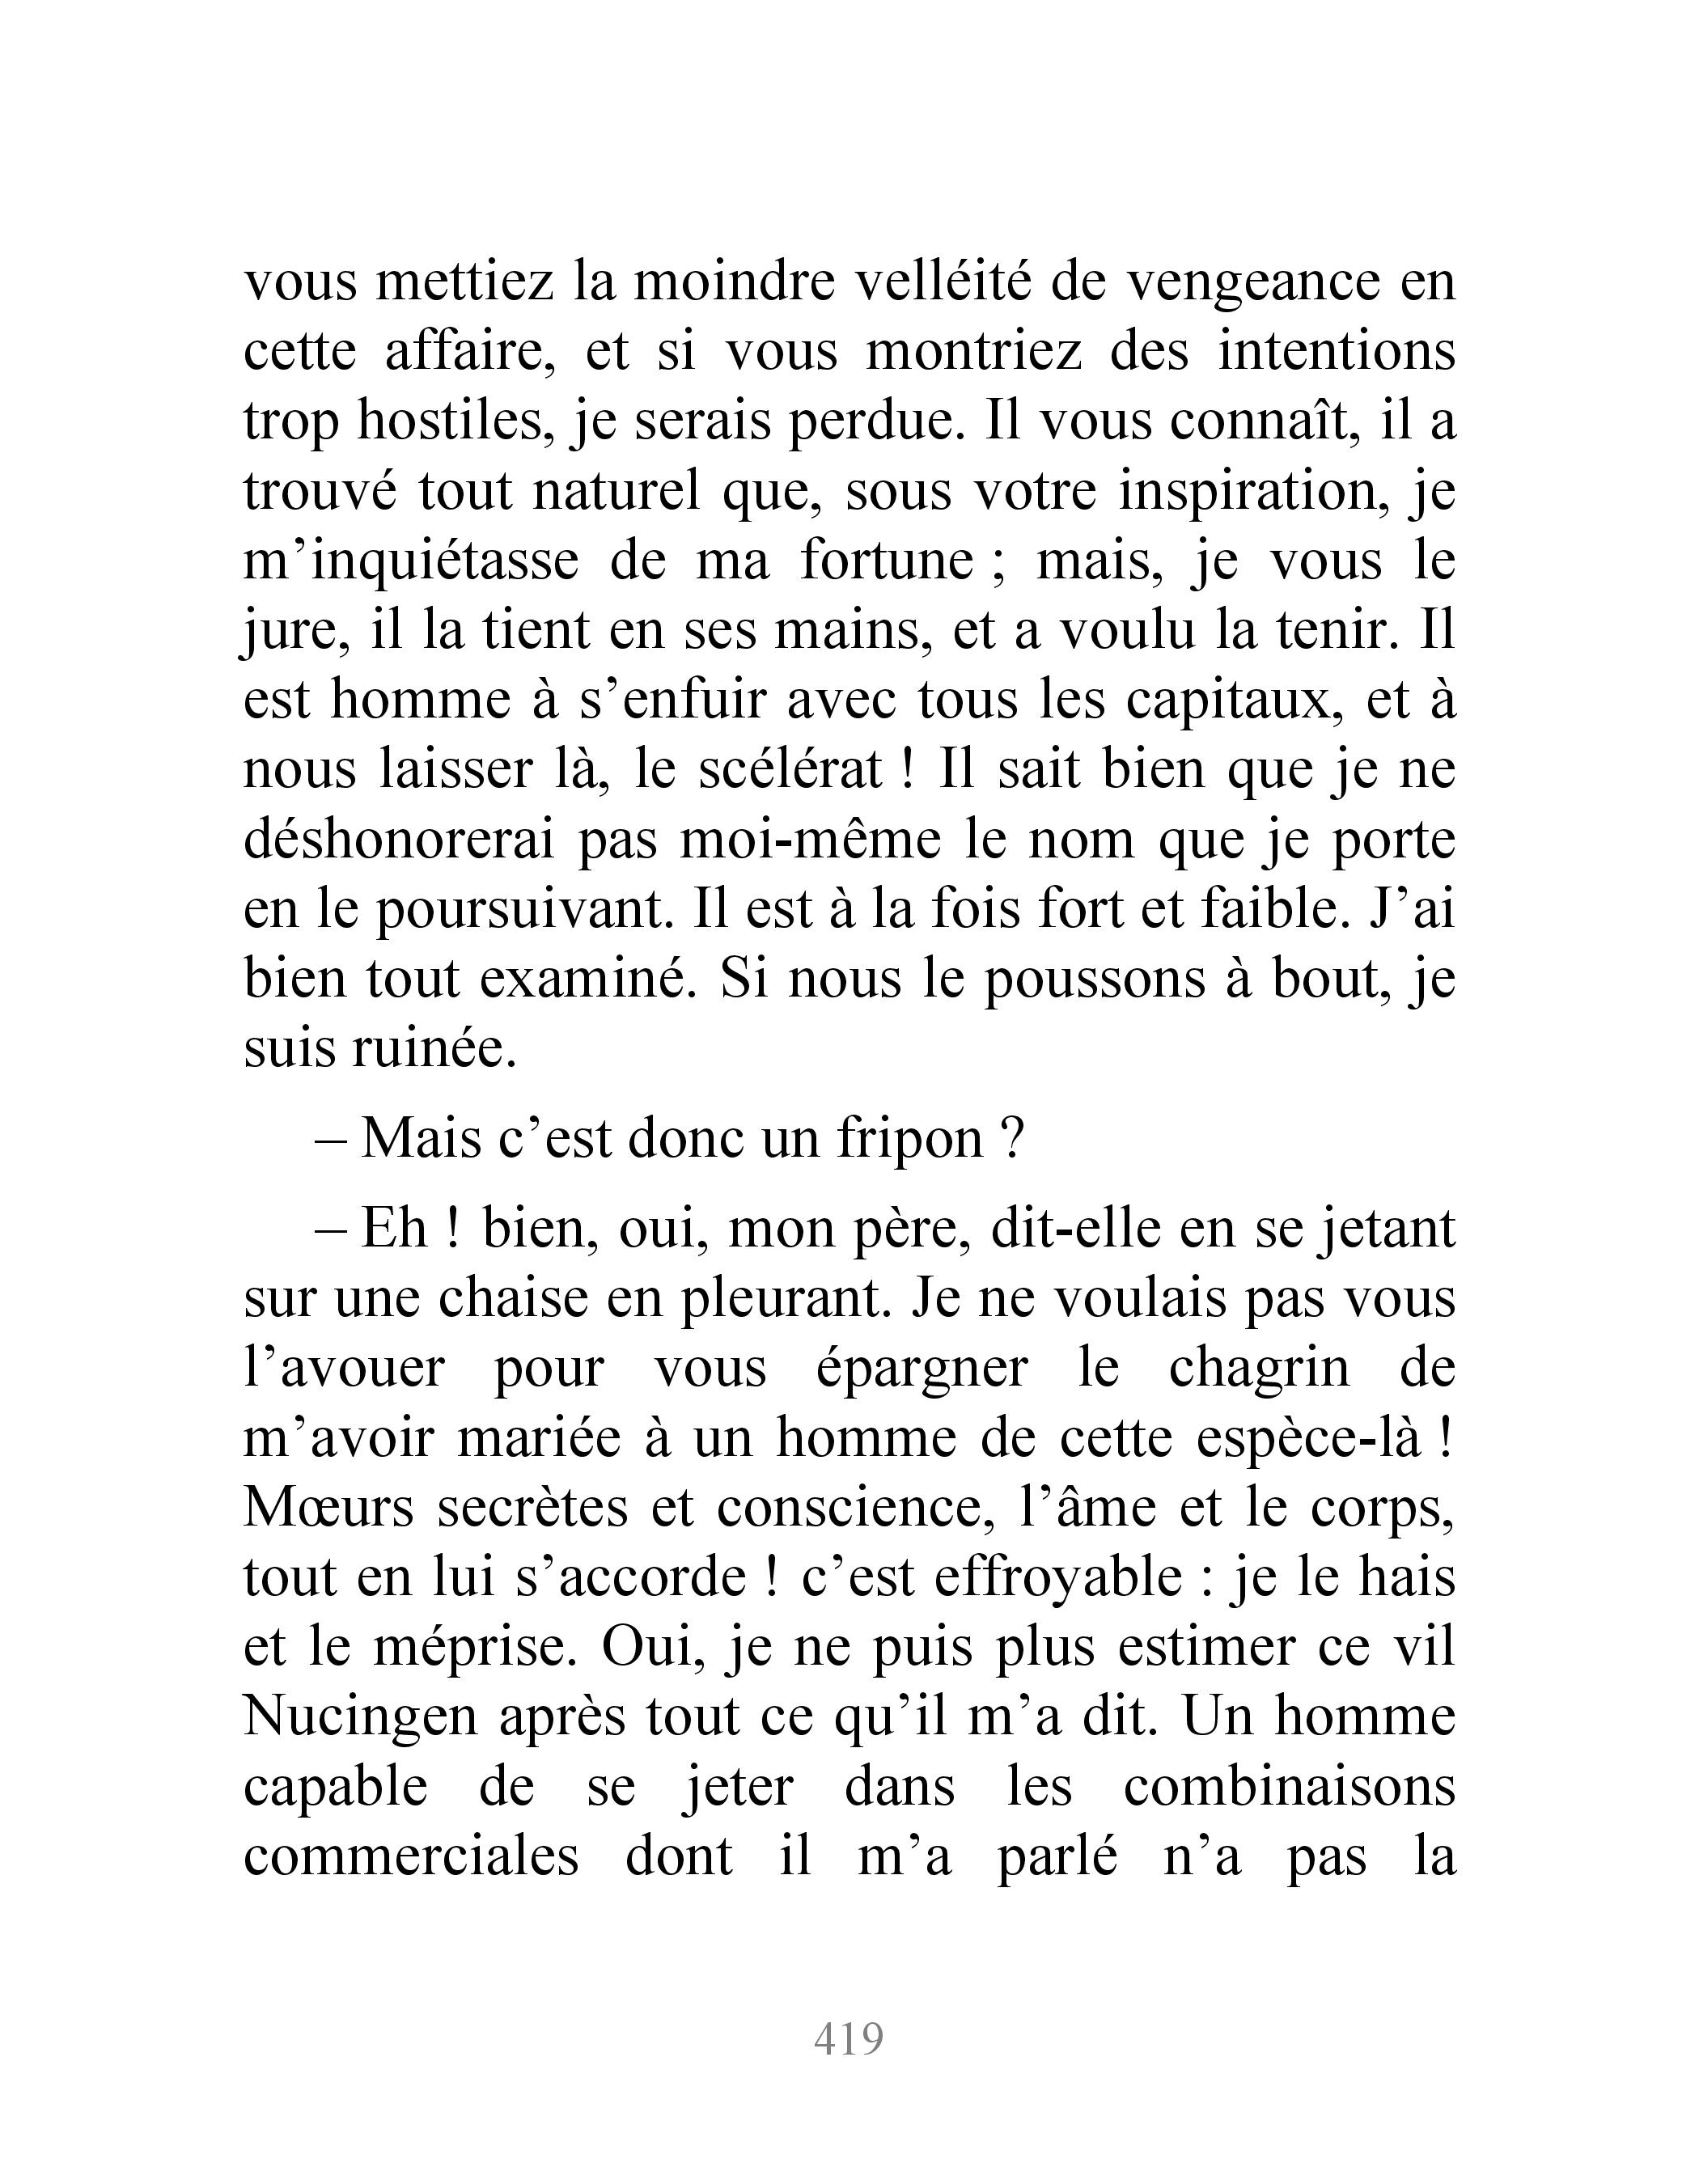 vous mettiez la moindre velléité de vengeance en
cette affaire, et si vous montriez des intentions
trop hostiles, je serais perdue. Il vous connaît, il a
trouvé tout naturel que, sous votre inspiration, je
m’inquiétasse de ma fortune ; mais, je vous le
jure, il la tient en ses mains, et a voulu la tenir. Il
est homme à s’enfuir avec tous les capitaux, et à
nous laisser là, le scélérat ! Il sait bien que je ne
déshonorerai pas moi-même le nom que je porte
en le poursuivant. Il est à la fois fort et faible. J’ai
bien tout examiné. Si nous le poussons à bout, je
suis ruinée.
– Mais c’est donc un fripon ?
– Eh ! bien, oui, mon père, dit-elle en se jetant
sur une chaise en pleurant. Je ne voulais pas vous
l’avouer pour vous épargner le chagrin de
m’avoir mariée à un homme de cette espèce-là !
Mœurs secrètes et conscience, l’âme et le corps,
tout en lui s’accorde ! c’est effroyable : je le hais
et le méprise. Oui, je ne puis plus estimer ce vil
Nucingen après tout ce qu’il m’a dit. Un homme
capable de se jeter dans les combinaisons
commerciales dont il m’a parlé n’a pas la
419